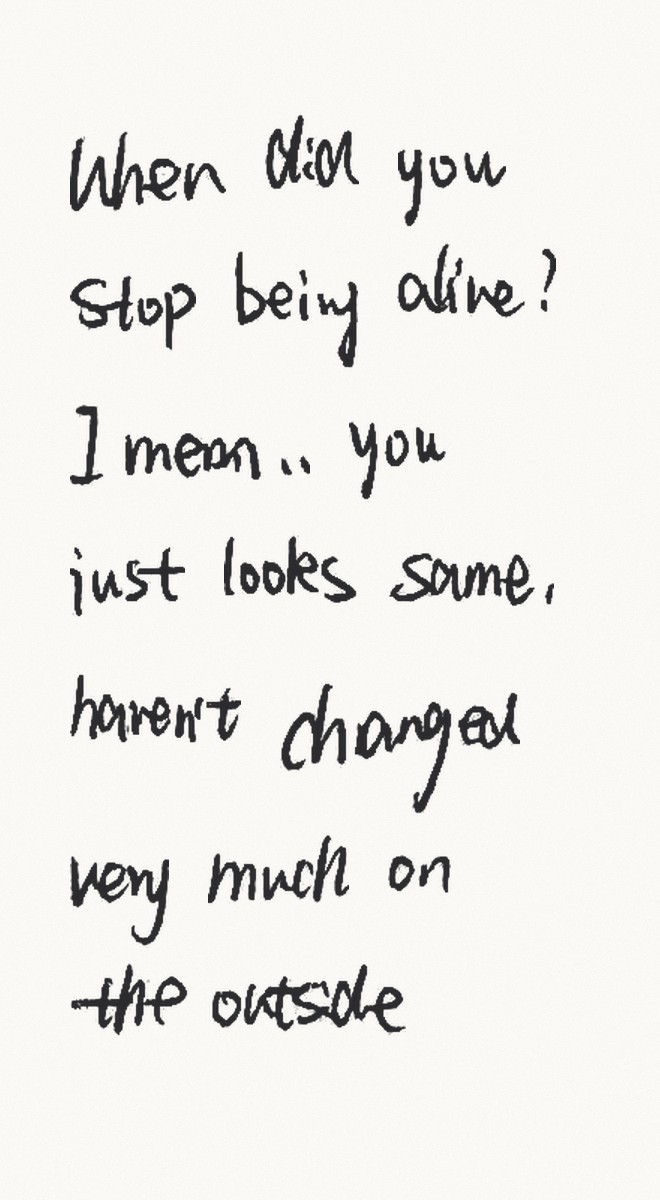 When did you
stop being alive?
I mean.. you
just looks same,
haven't changed
very much on
the outside